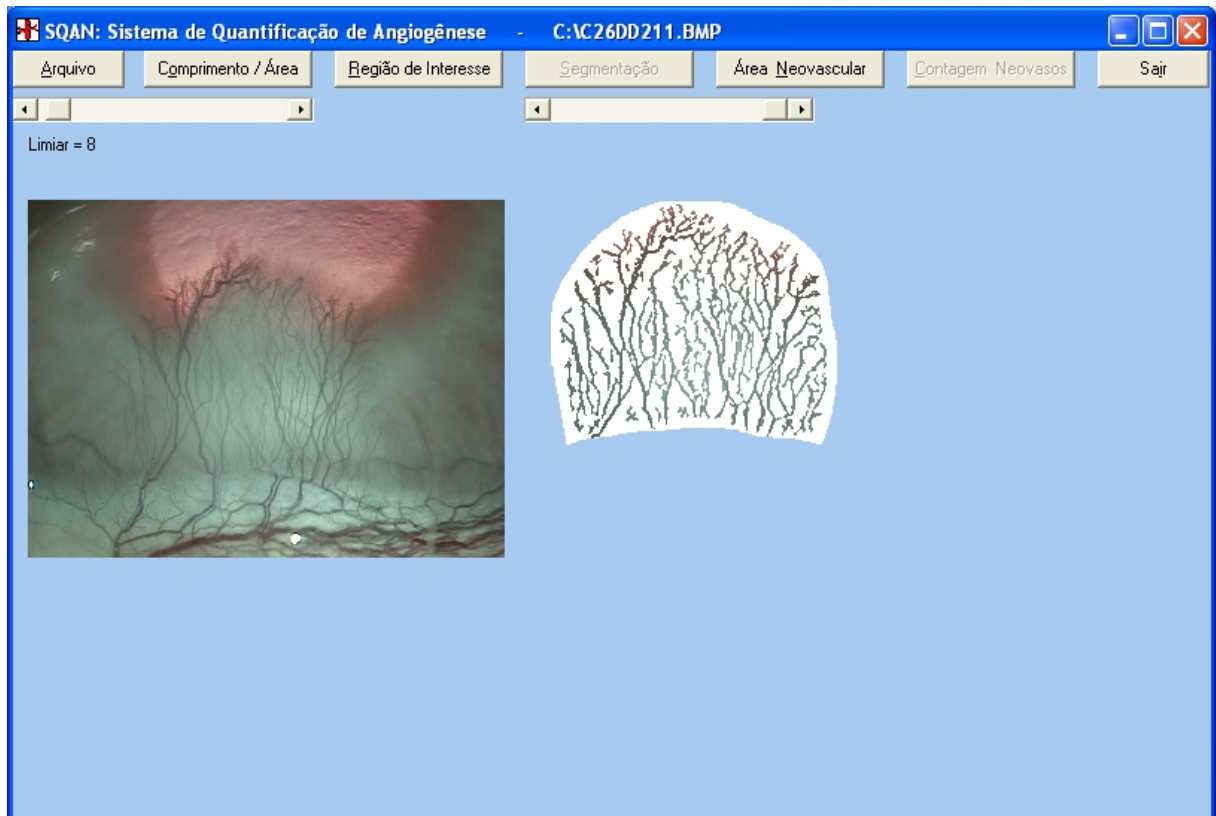 SQAN: Sistema de Quantificação de Angiogênese - C:\C26DD211.BMP
Arquivo Comprimento / Área Região de Interesse Segmentação Área Neovascular Contagem Neovasos Sair
Limiar = 8